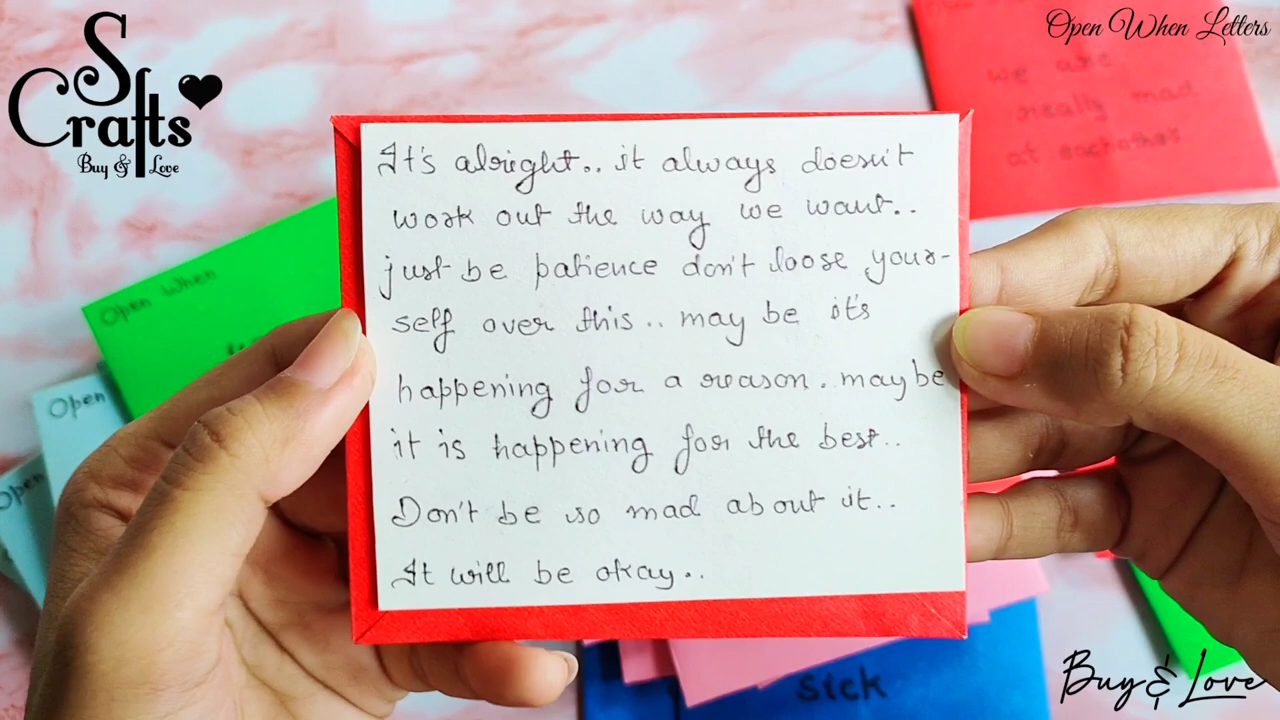 S Crafts
Buy & Love
Open When Letters
we are
really mad
at eachother
It's alright.. it always doesn't
work out the way we want..
just be patience don't loose your-
self over this.. may be it's
happening for a reason. maybe
it is happening for the best..
Don't be so mad about it..
It will be okay..
Open When
Open
Open
sick
Buy & Love